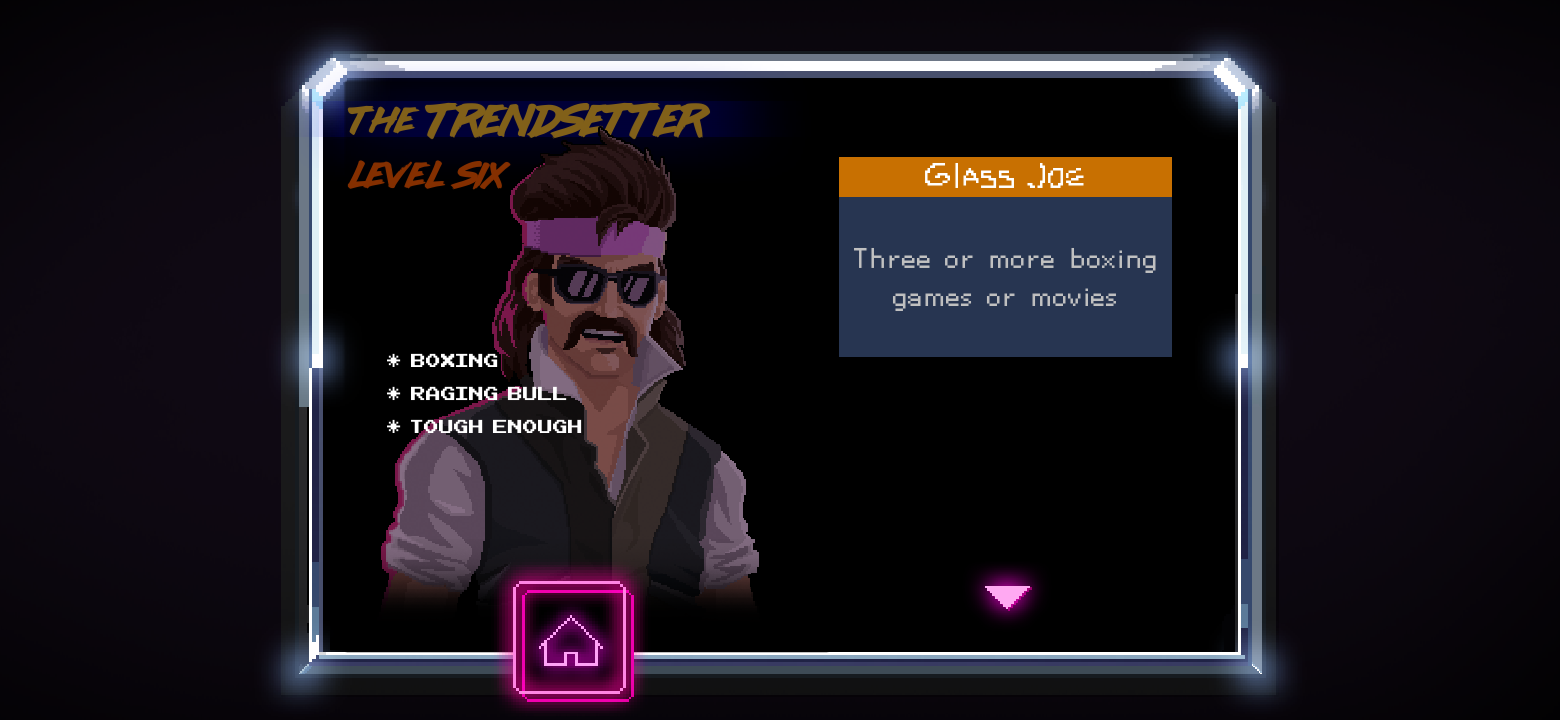 THE TRENDSETTER
LEVEL SIX
* BOXING
* RAGING BULL
* TOUGH ENOUGH
Glass Joe
Three or more boxing
games or movies